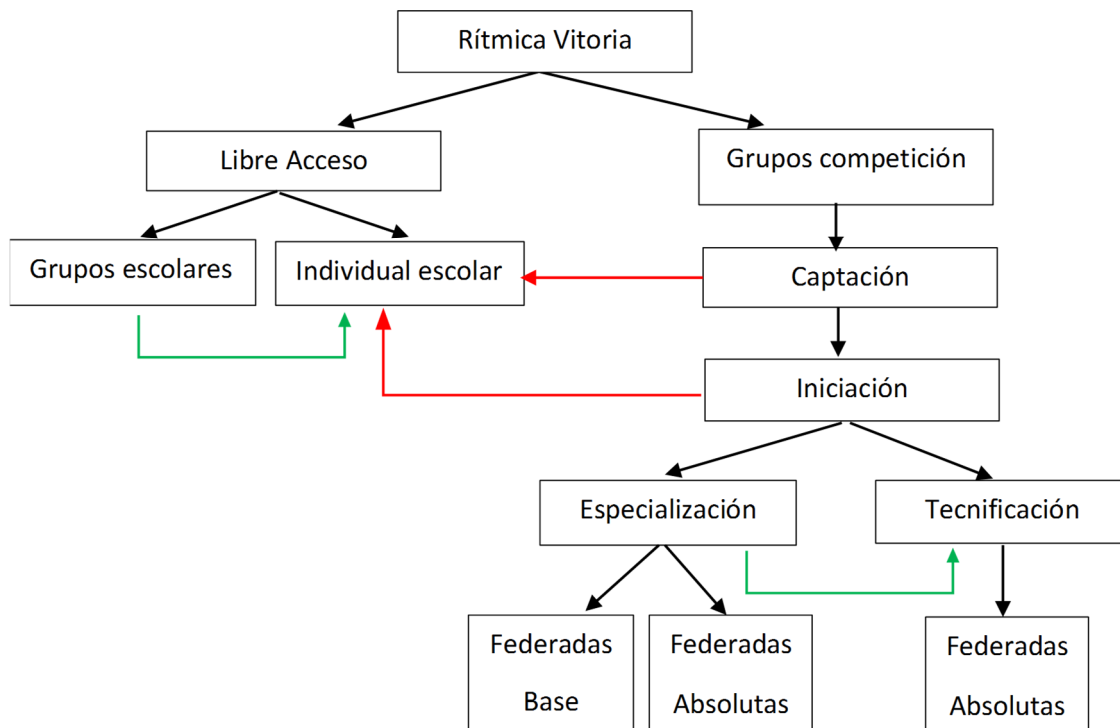 Rítmica Vitoria
Libre Acceso
Grupos competición
Grupos escolares
Individual escolar
Captación
Iniciación
Especialización
Tecnificación
Federadas
Base
Federadas
Absolutas
Federadas
Absolutas